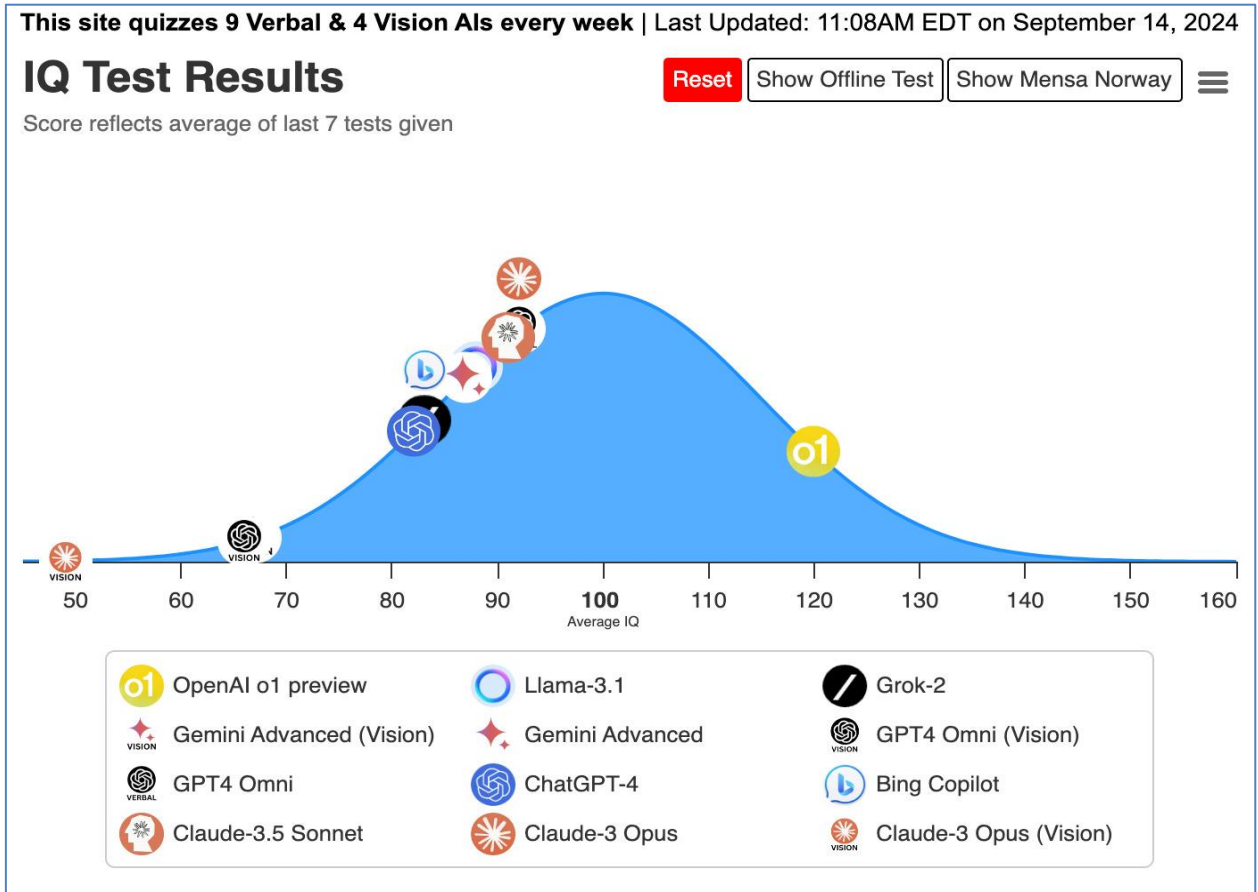 This site quizzes 9 Verbal & 4 Vision AIs every week | Last Updated: 11:08AM EDT on September 14, 2024
IQ Test Results
Reset
Show Offline Test
Show Mensa Norway
Score reflects average of last 7 tests given
o1
VISION
VISION
50 60 70 80 90 100 110 120 130 140 150 160
Average IQ
o1 OpenAI o1 preview
Llama-3.1
Grok-2
VISION Gemini Advanced (Vision)
Gemini Advanced
VISION GPT4 Omni (Vision)
VERBAL GPT4 Omni
ChatGPT-4
Bing Copilot
Claude-3.5 Sonnet
Claude-3 Opus
VISION Claude-3 Opus (Vision)